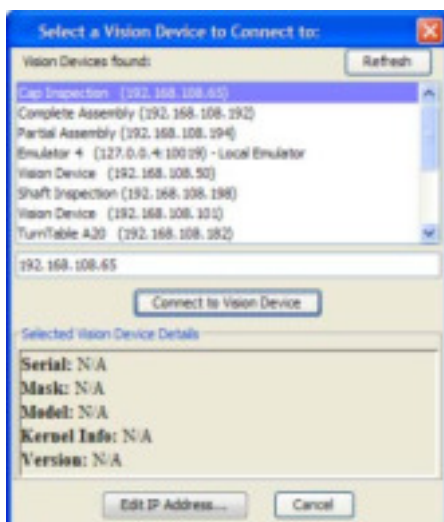 Select a Vision Device to Connect to:
Vision Devices found:
Refresh
Cap Inspection (192.168.108.65)
Complete Assembly (192.168.108.192)
Partial Assembly (192.168.108.194)
Emulator 4 (127.0.0.4:10019) - Local Emulator
Vision Device (192.168.108.50)
Shaft Inspection (192.168.108.198)
Vision Device (192.168.108.101)
TurnTable A20 (192.168.108.182)
192.168.108.65
Connect to Vision Device
Selected Vision Device Details
Serial: N/A
Mask: N/A
Model: N/A
Kernel Info: N/A
Version: N/A
Edit IP Address...
Cancel